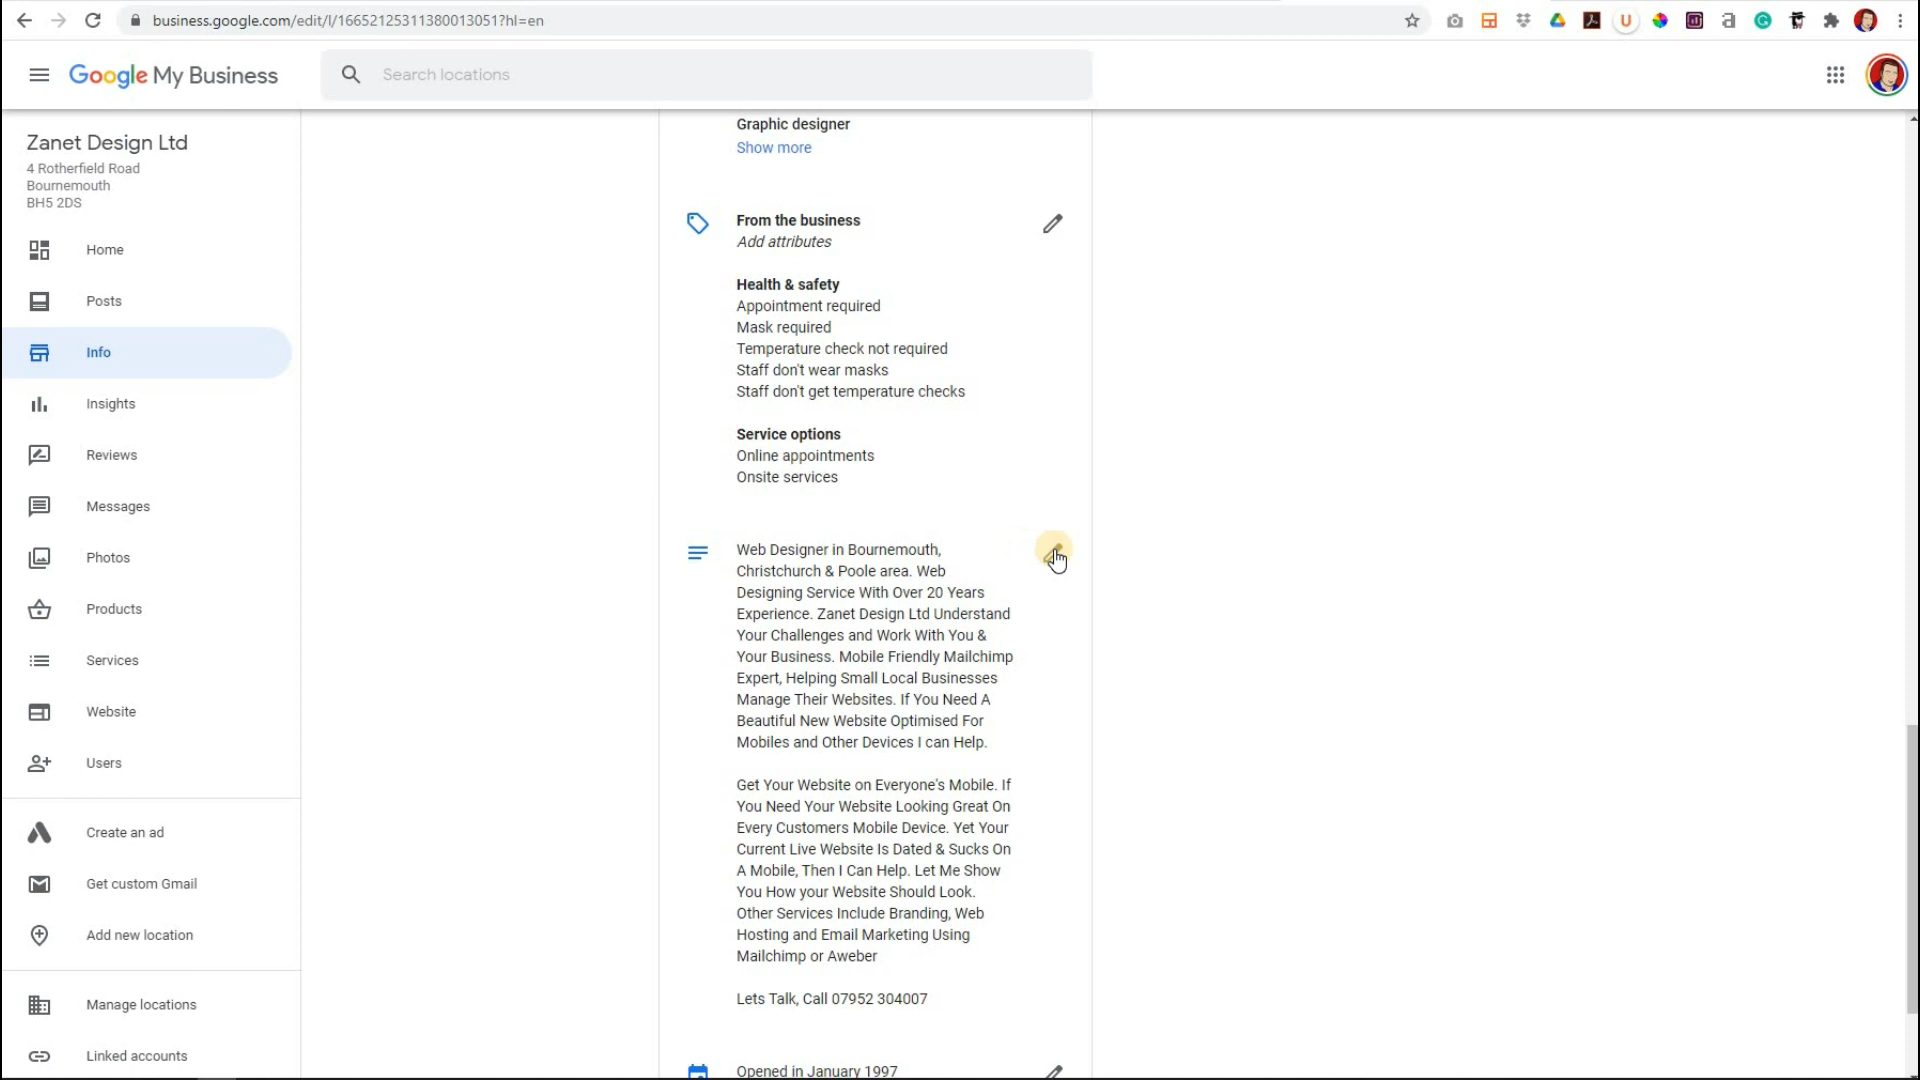 business.google.com/edit/l/16652125311380013051?hl=en
Google My Business
Search locations
Zanet Design Ltd
4 Rotherfield Road
Bournemouth
BH5 2DS
Home
Posts
Info
Insights
Reviews
Messages
Photos
Products
Services
Website
Users
Create an ad
Get custom Gmail
Add new location
Manage locations
Linked accounts
Graphic designer
Show more
From the business
Add attributes
Health & safety
Appointment required
Mask required
Temperature check not required
Staff don't wear masks
Staff don't get temperature checks
Service options
Online appointments
Onsite services
Web Designer in Bournemouth,
Christchurch & Poole area. Web
Designing Service With Over 20 Years
Experience. Zanet Design Ltd Understand
Your Challenges and Work With You &
Your Business. Mobile Friendly Mailchimp
Expert, Helping Small Local Businesses
Manage Their Websites. If You Need A
Beautiful New Website Optimised For
Mobiles and Other Devices I can Help.
Get Your Website on Everyone's Mobile. If
You Need Your Website Looking Great On
Every Customers Mobile Device. Yet Your
Current Live Website Is Dated & Sucks On
A Mobile, Then I Can Help. Let Me Show
You How your Website Should Look.
Other Services Include Branding, Web
Hosting and Email Marketing Using
Mailchimp or Aweber
Lets Talk, Call 07952 304007
Opened in January 1997